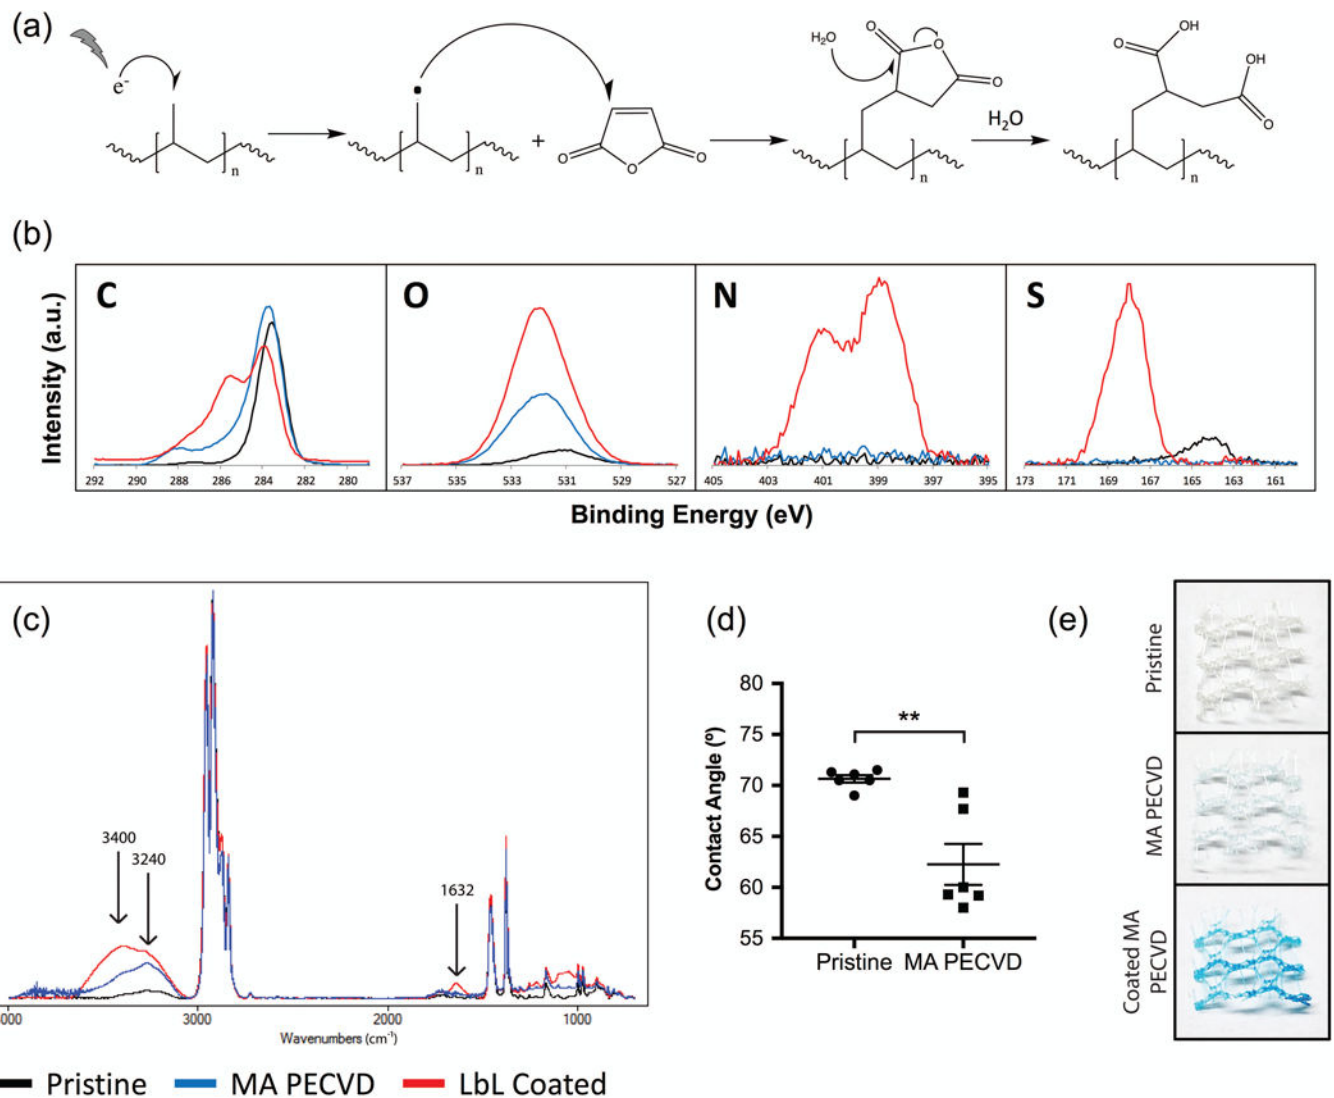 (a)
e-
n
n
+
O
O
O
H2O
O
O
O
n
H2O
O
OH
OH
O
n
(b)
Intensity (a.u.)
C
O
N
S
292 290 288 286 284 282 280
537 535 533 531 529 527
405 403 401 399 397 395
173 171 169 167 165 163 161
Binding Energy (eV)
(c)
3400
3240
1632
3000 2000 1000
Wavenumbers (cm-1)
Pristine MA PECVD LbL Coated
(d)
Contact Angle (º)
80
75
70
65
60
55
**
Pristine MA PECVD
(e)
Pristine
MA PECVD
Coated MA
PECVD